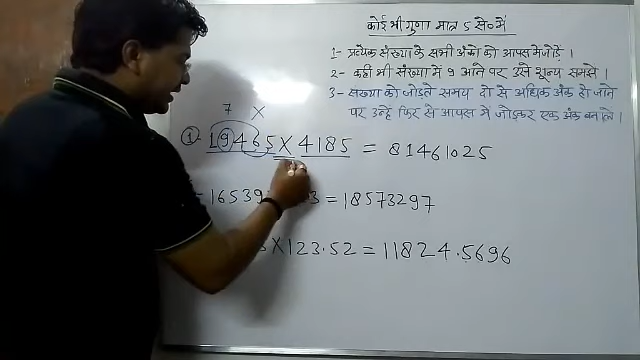 कोई भी गुणा मात्र 5 से० में
1- प्रत्येक संख्या के सभी अंको को आपस में जोड़ें ।
2- कही भी संख्या में 9 आने पर उसे शून्य समझे ।
3- संख्या को जोड़ते समय दो से अधिक अंक हो जाने
पर उन्हें फिर से आपस में जोड़कर एक अंक बना ले ।
7 X
①- 19465 X 4185 = 81461025
= 18573297
X 123.52 = 11824.5696